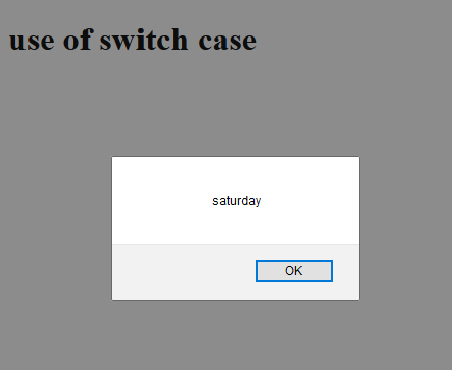 use of switch case
saturday
OK